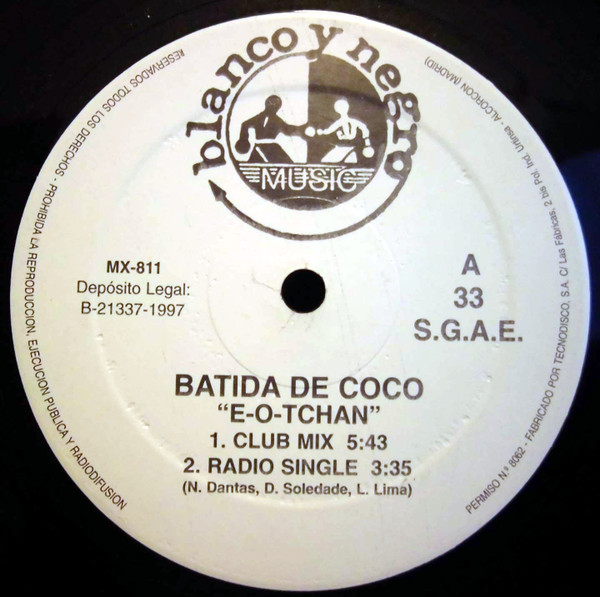 blanco y negro
MUSIC
MX-811
Depósito Legal:
B-21337-1997
A
33
S.G.A.E.
BATIDA DE COCO
"E-O-TCHAN"
1. CLUB MIX 5:43
2. RADIO SINGLE 3:35
(N. Dantas, D. Soledade, L. Lima)
RESERVADOS TODOS LOS DERECHOS - PROHIBIDA LA REPRODUCCION, EJECUCION PUBLICA Y RADIODIFUSION
PERMISO N.º 8062 - FABRICADO POR TECNODISCO, S.A. C/ Las Fábricas, 2 bis Pol. Ind. Urtinsa - ALCORCON (MADRID)